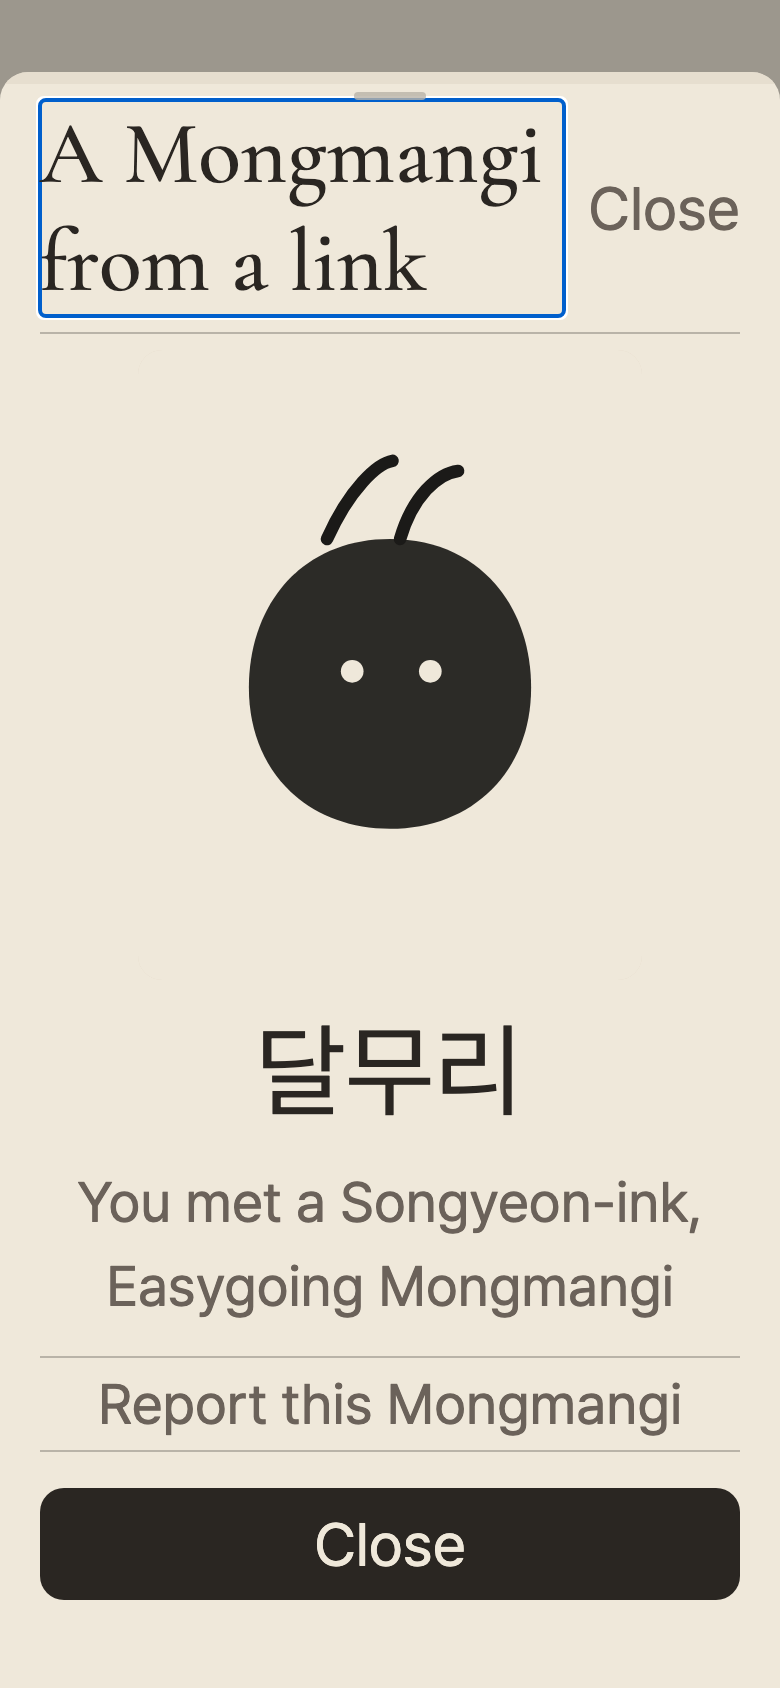 A Mongmangi
from a link
Close
달무리
You met a Songyeon-ink,
Easygoing Mongmangi
Report this Mongmangi
Close